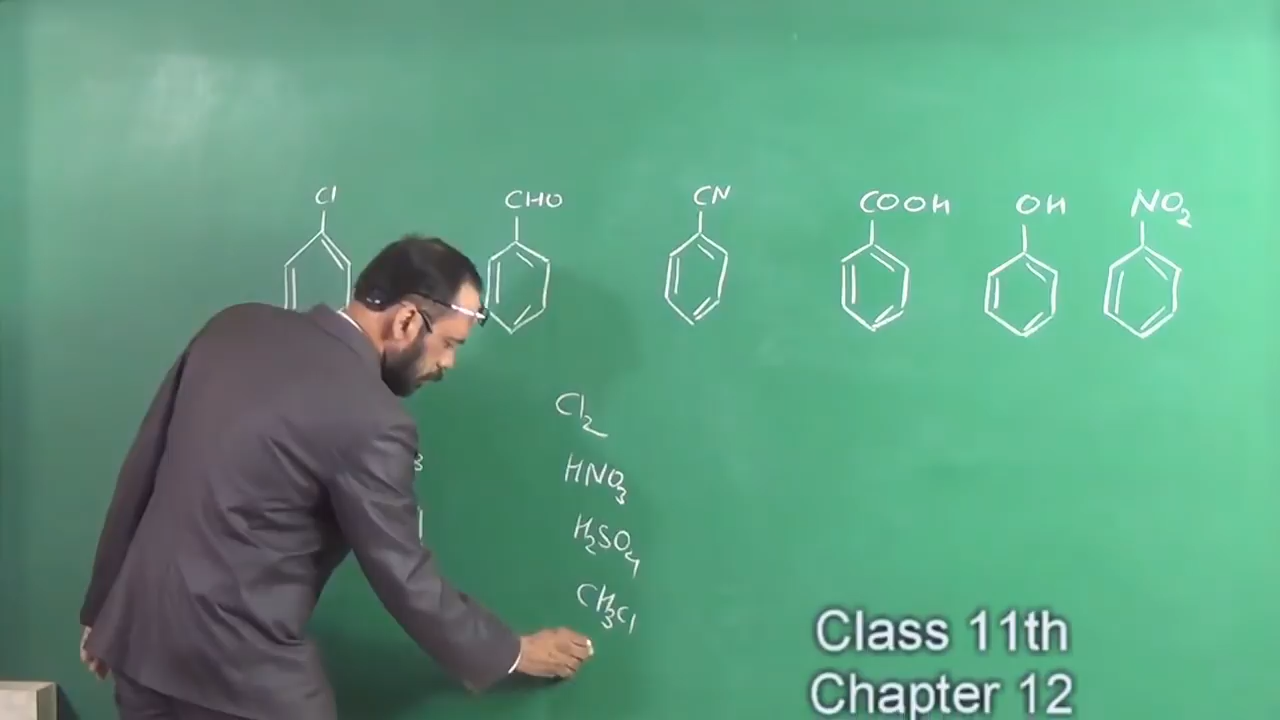 Cl CHO CN COOH OH NO2
Cl2
HNO3
H2SO4
CH3Cl
Class 11th
Chapter 12